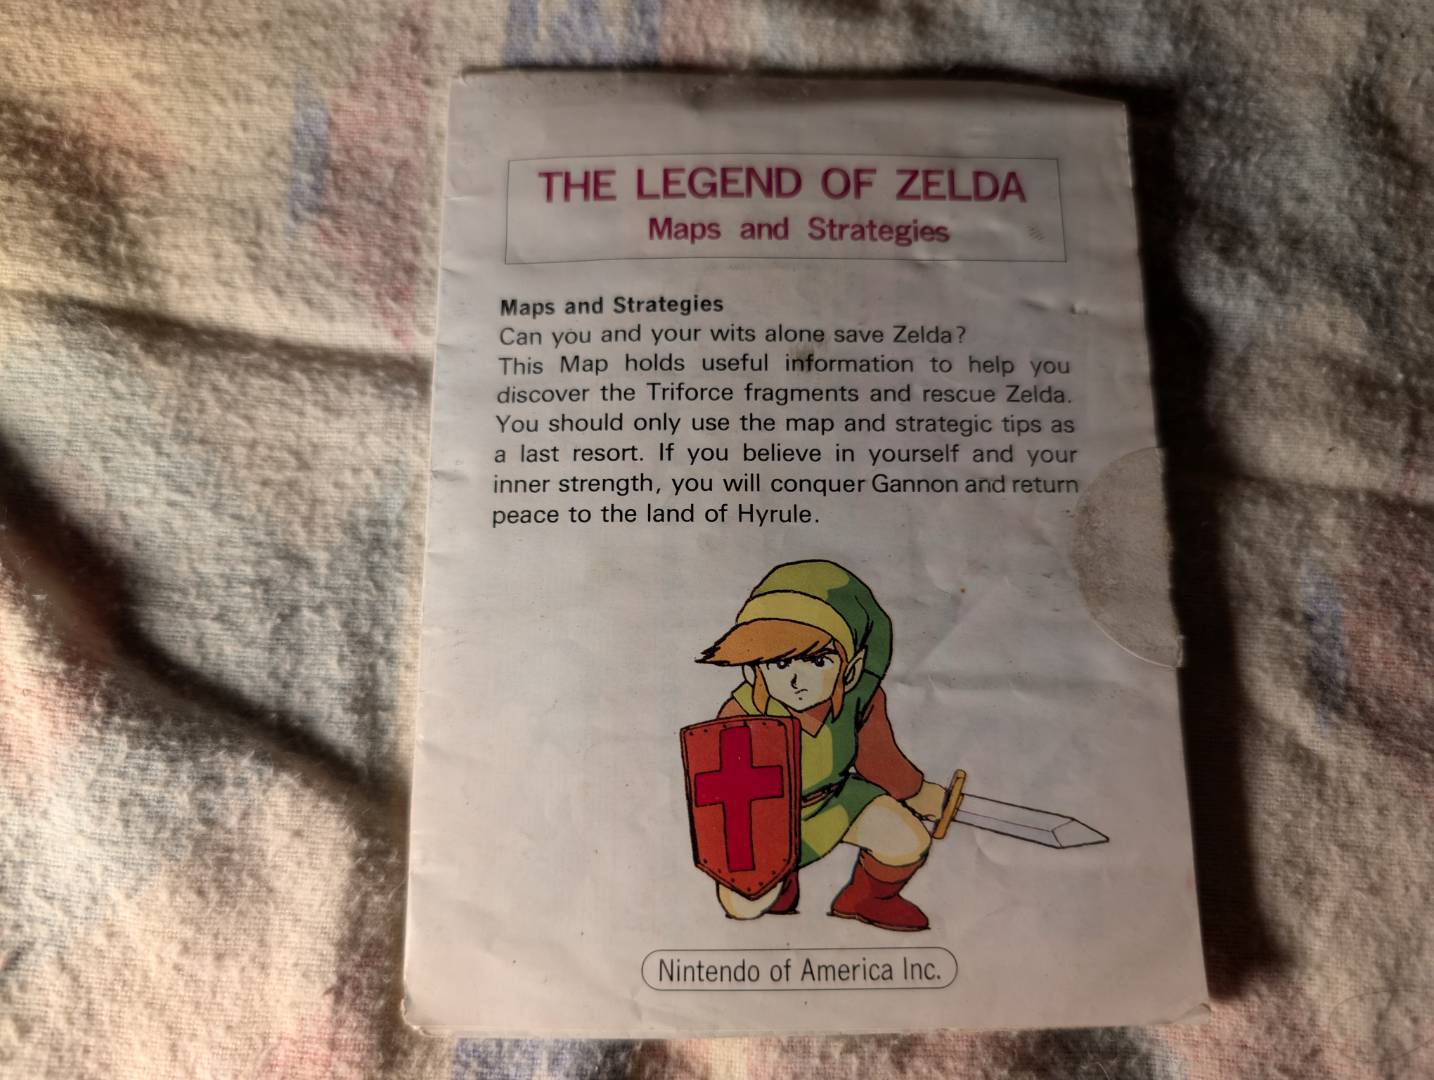 THE LEGEND OF ZELDA
Maps and Strategies
Maps and Strategies
Can you and your wits alone save Zelda?
This Map holds useful information to help you
discover the Triforce fragments and rescue Zelda.
You should only use the map and strategic tips as
a last resort. If you believe in yourself and your
inner strength, you will conquer Gannon and return
peace to the land of Hyrule.
Nintendo of America Inc.